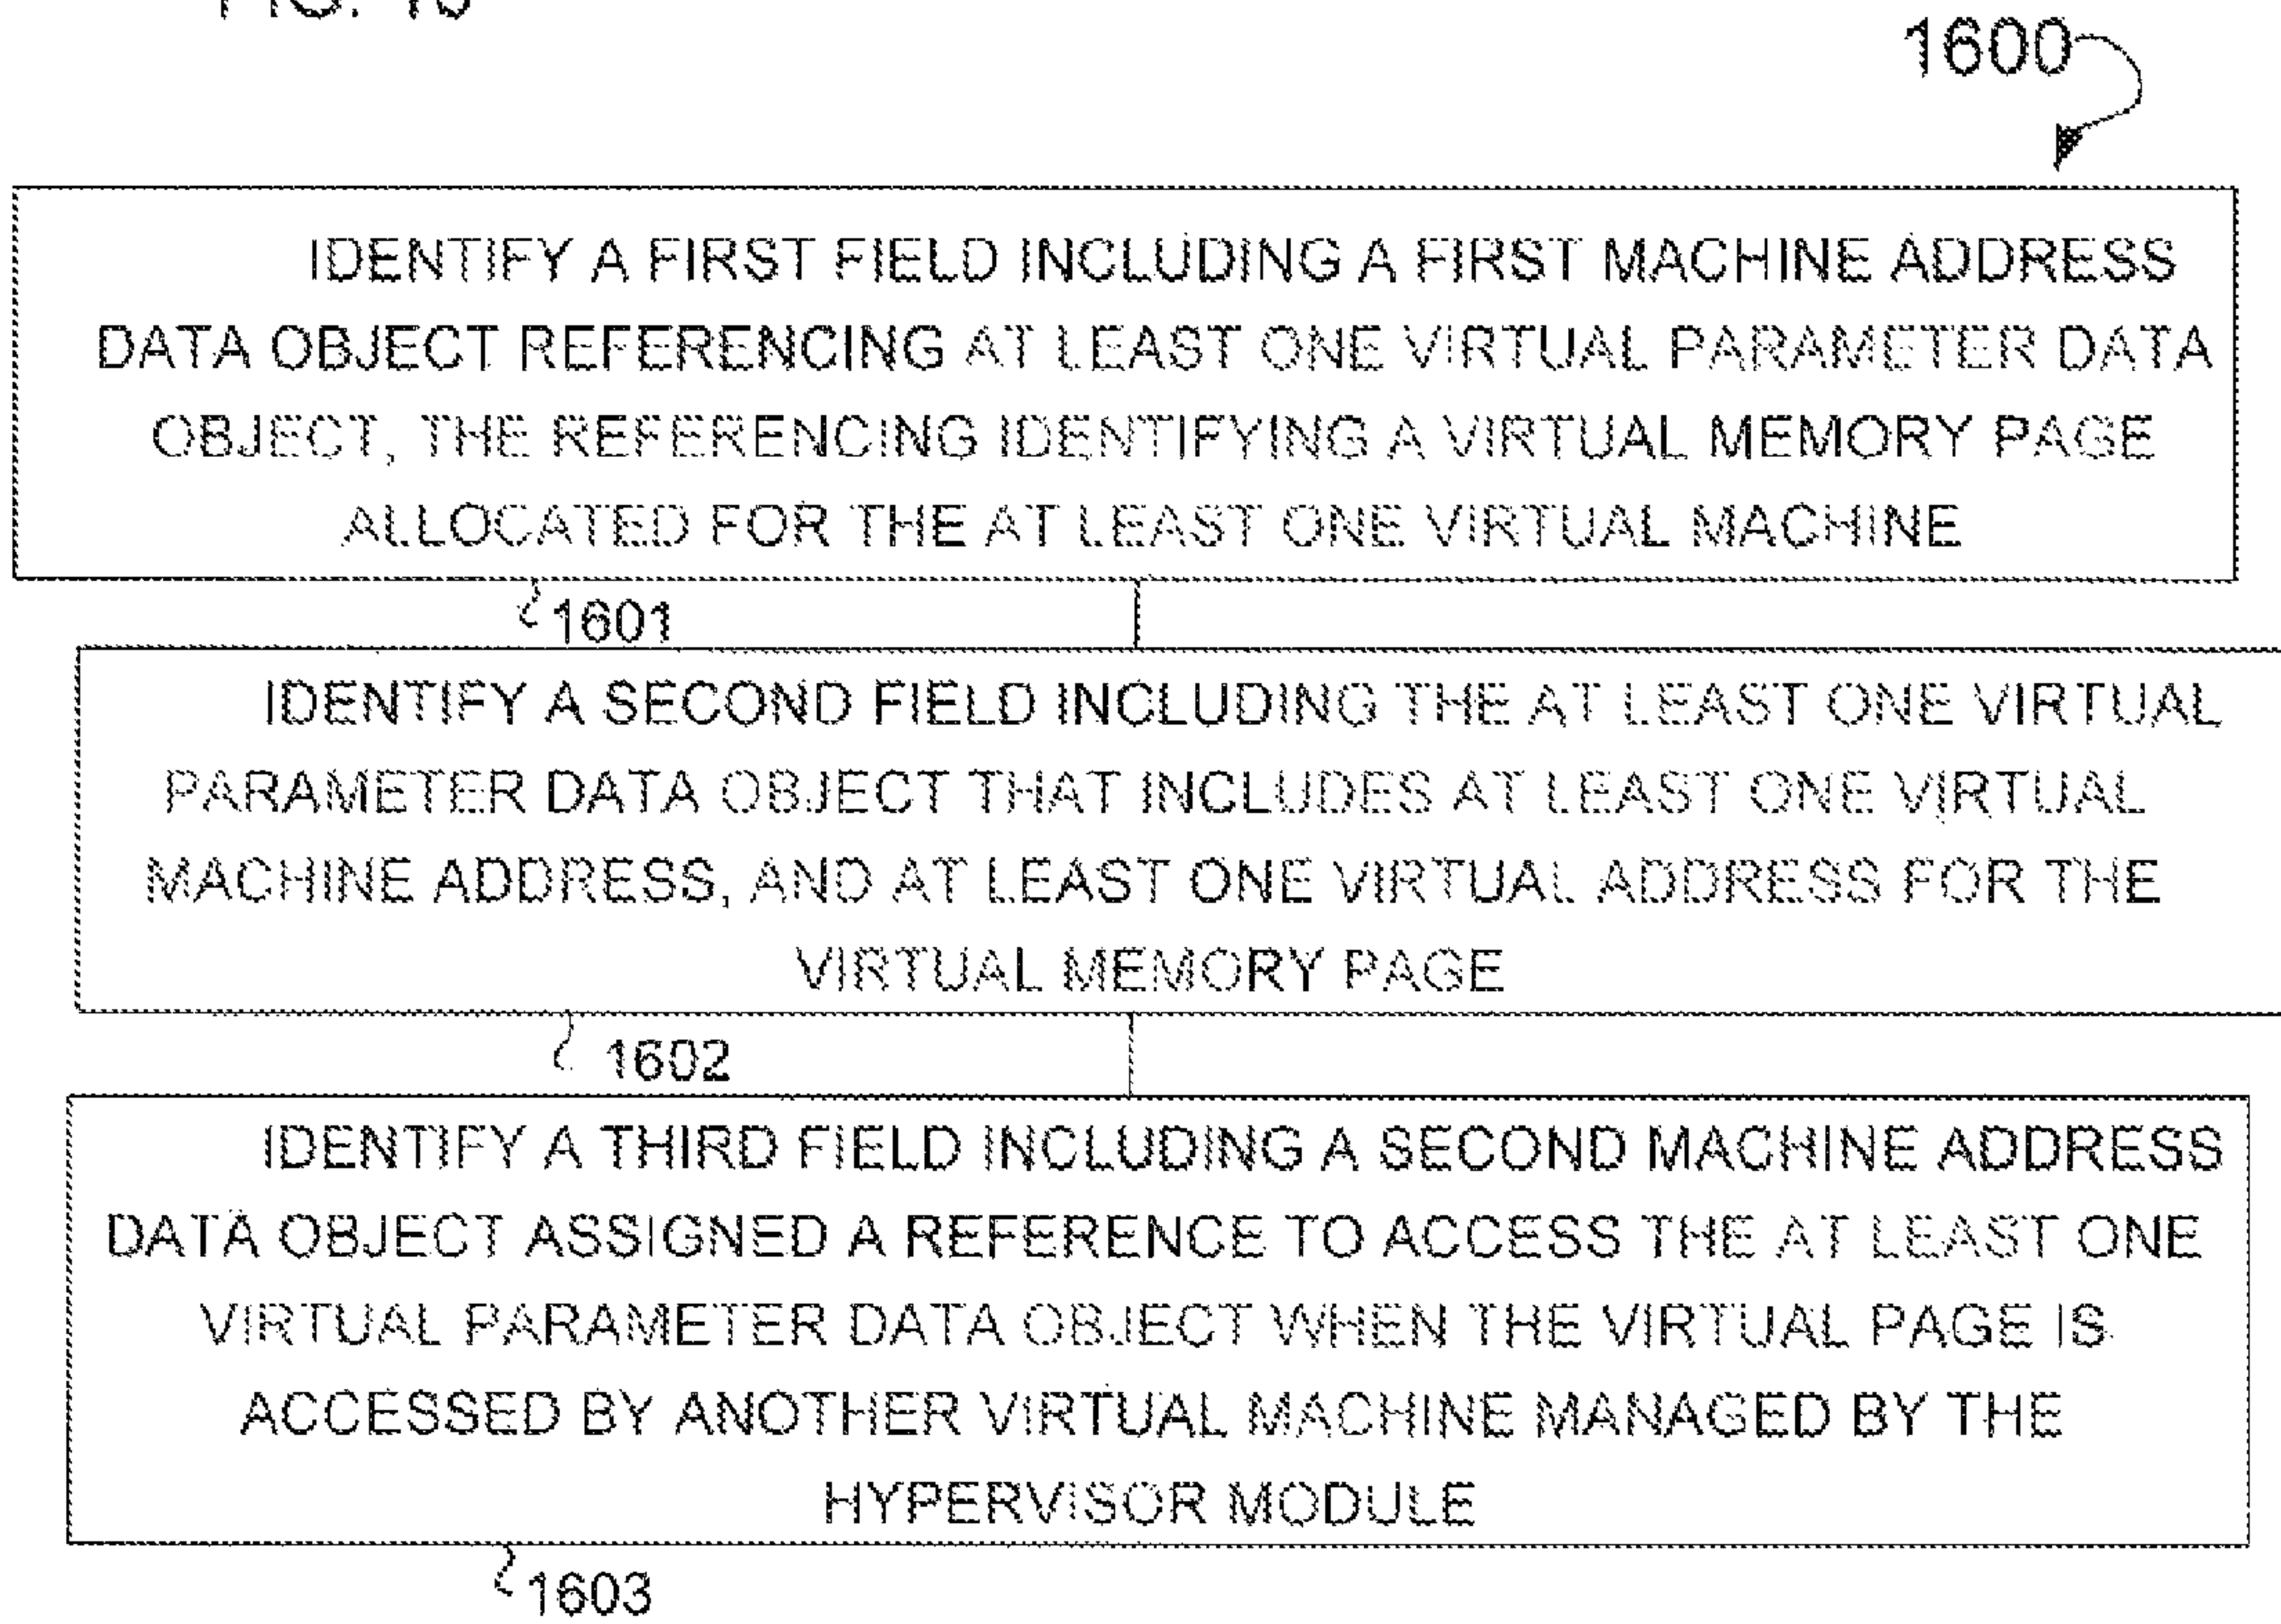 FIG.
1600
IDENTIFY A FIRST FIELD INCLUDING A FIRST MACHINE ADDRESS
DATA OBJECT REFERENCING AT LEAST ONE VIRTUAL PARAMETER DATA
OBJECT, THE REFERENCING IDENTIFYING A VIRTUAL MEMORY PAGE
ALLOCATED FOR THE AT LEAST ONE VIRTUAL MACHINE
1601
IDENTIFY A SECOND FIELD INCLUDING THE AT LEAST ONE VIRTUAL
PARAMETER DATA OBJECT THAT INCLUDES AT LEAST ONE VIRTUAL
MACHINE ADDRESS, AND AT LEAST ONE VIRTUAL ADDRESS FOR THE
VIRTUAL MEMORY PAGE
1602
IDENTIFY A THIRD FIELD INCLUDING A SECOND MACHINE ADDRESS
DATA OBJECT ASSIGNED A REFERENCE TO ACCESS THE AT LEAST ONE
VIRTUAL PARAMETER DATA OBJECT WHEN THE VIRTUAL PAGE IS
ACCESSED BY ANOTHER VIRTUAL MACHINE MANAGED BY THE
HYPERVISOR MODULE
1603